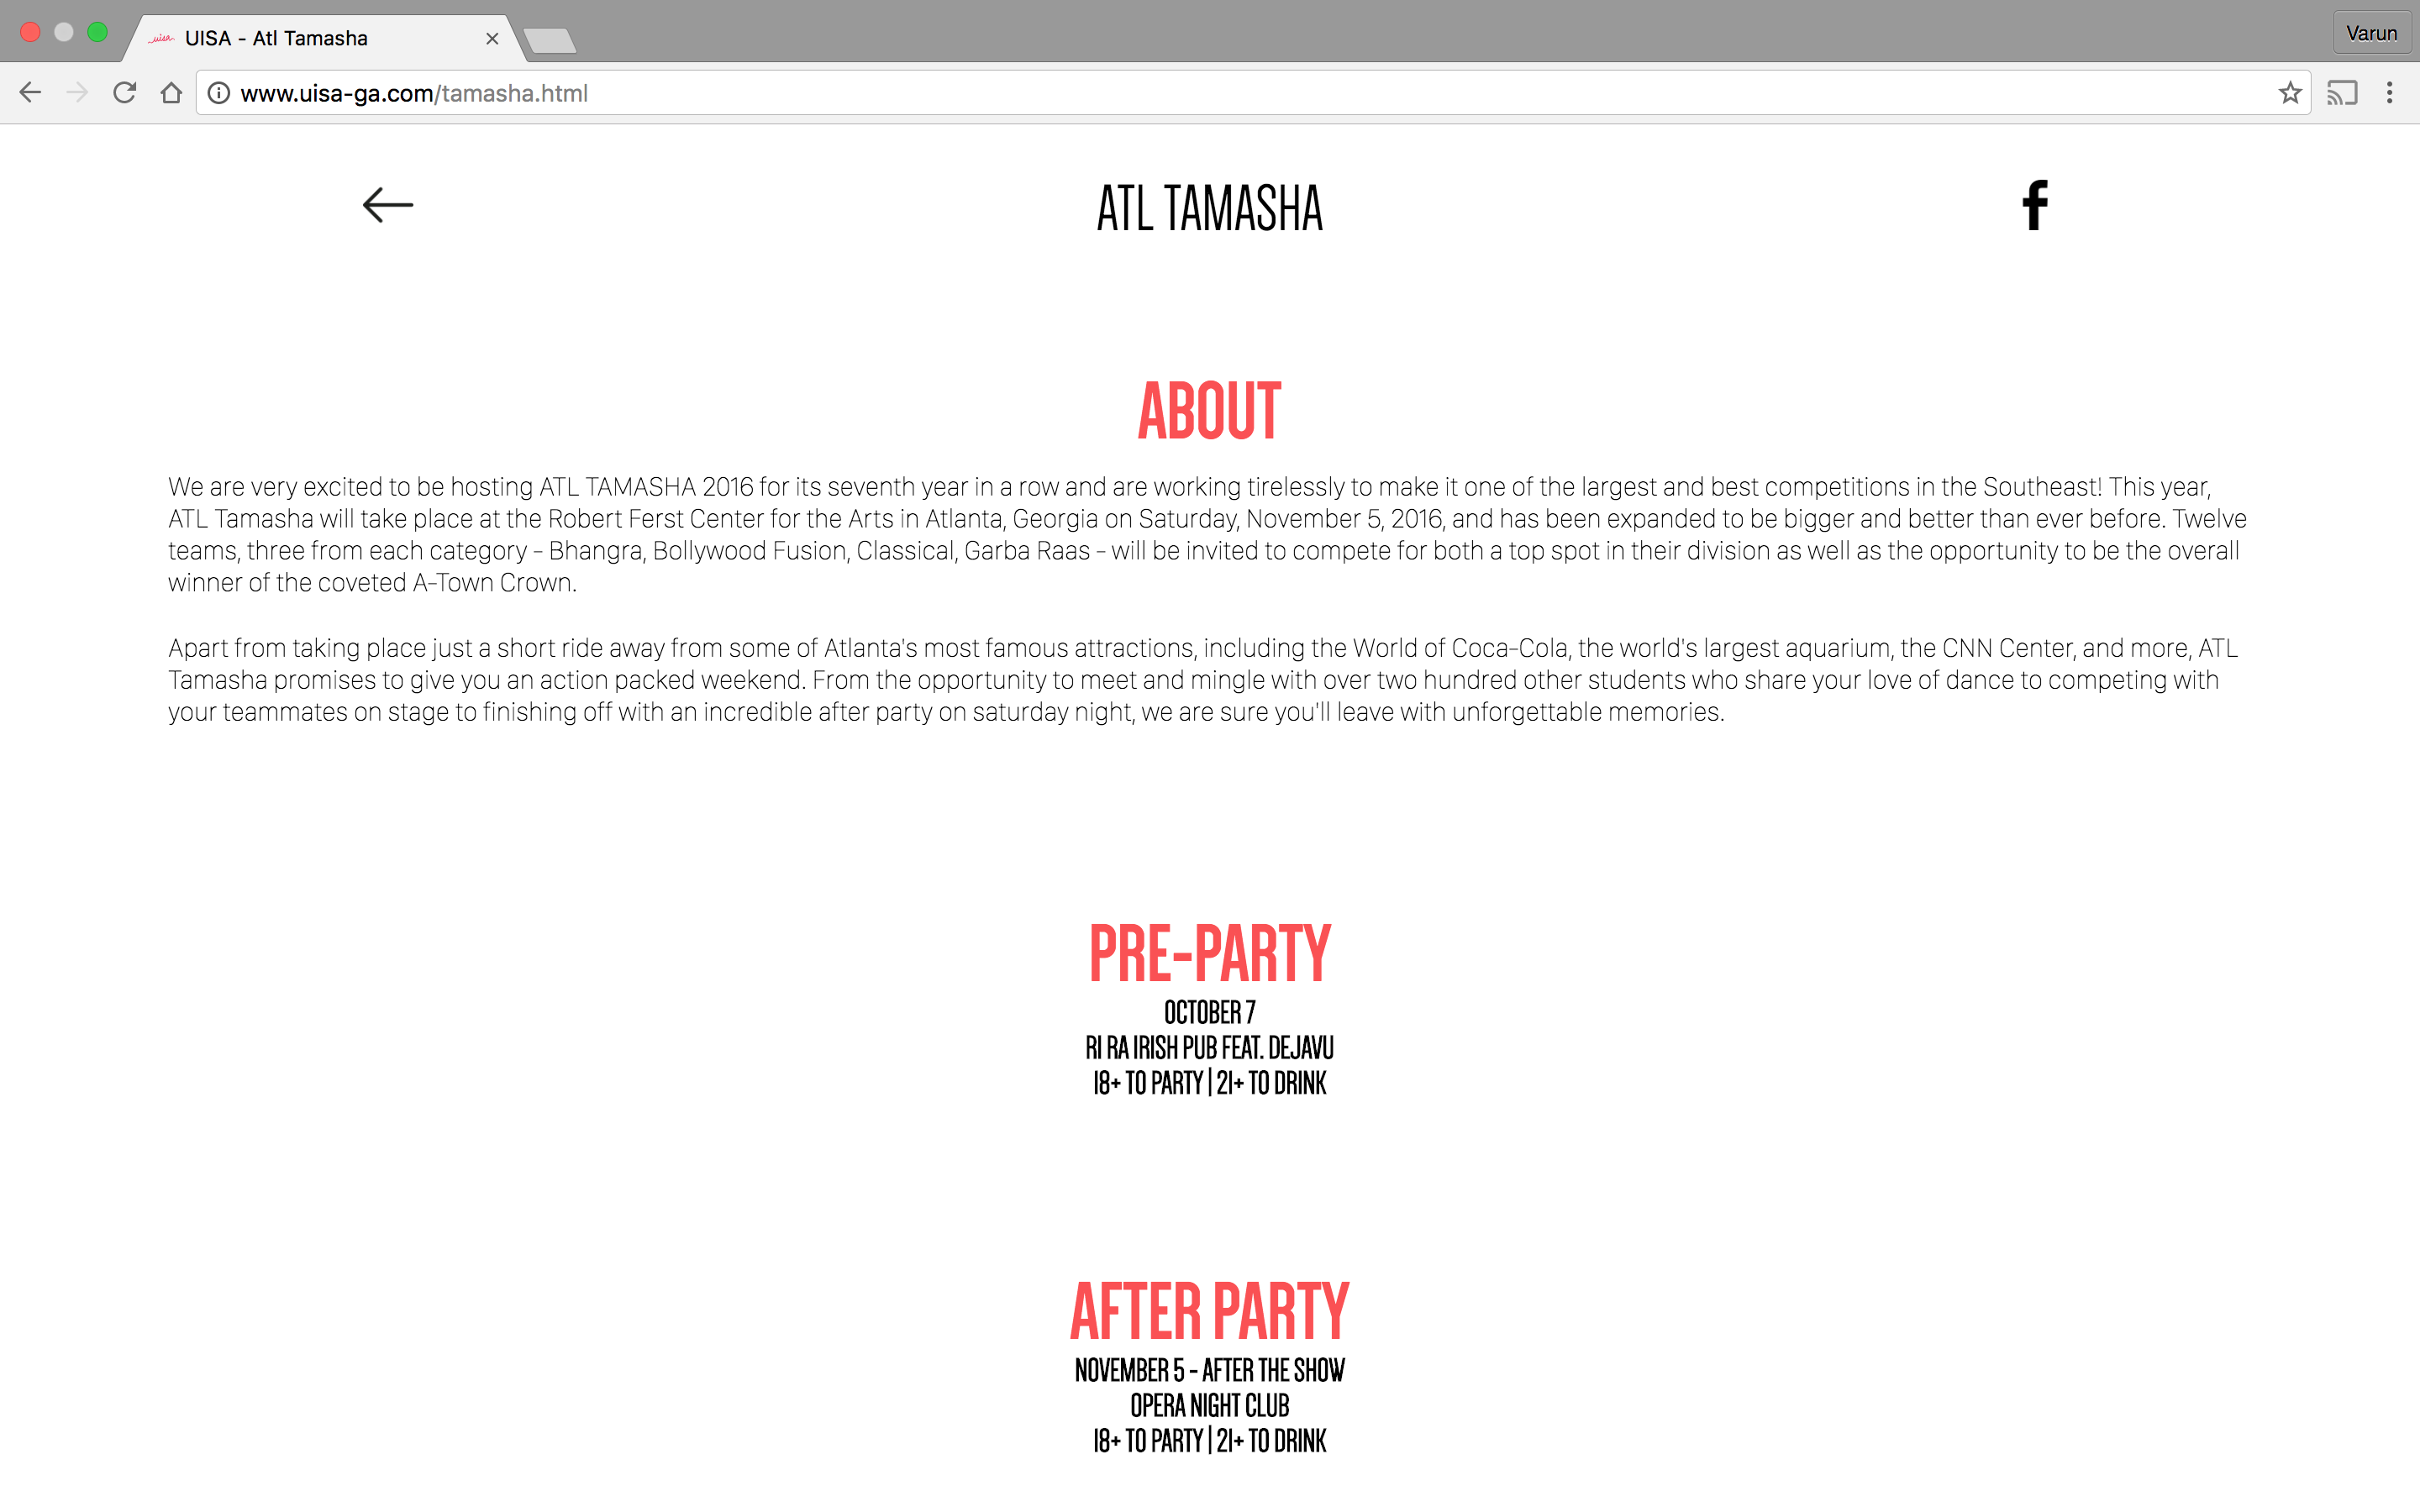 uisa UISA - Atl Tamasha
Varun
www.uisa-ga.com/tamasha.html
ATL TAMASHA
f
ABOUT
We are very excited to be hosting ATL TAMASHA 2016 for its seventh year in a row and are working tirelessly to make it one of the largest and best competitions in the Southeast! This year,
ATL Tamasha will take place at the Robert Ferst Center for the Arts in Atlanta, Georgia on Saturday, November 5, 2016, and has been expanded to be bigger and better than ever before. Twelve
teams, three from each category - Bhangra, Bollywood Fusion, Classical, Garba Raas - will be invited to compete for both a top spot in their division as well as the opportunity to be the overall
winner of the coveted A-Town Crown.
Apart from taking place just a short ride away from some of Atlanta's most famous attractions, including the World of Coca-Cola, the world's largest aquarium, the CNN Center, and more, ATL
Tamasha promises to give you an action packed weekend. From the opportunity to meet and mingle with over two hundred other students who share your love of dance to competing with
your teammates on stage to finishing off with an incredible after party on saturday night, we are sure you'll leave with unforgettable memories.
PRE-PARTY
OCTOBER 7
RI RA IRISH PUB FEAT. DEJAVU
18+ TO PARTY | 21+ TO DRINK
AFTER PARTY
NOVEMBER 5 - AFTER THE SHOW
OPERA NIGHT CLUB
18+ TO PARTY | 21+ TO DRINK